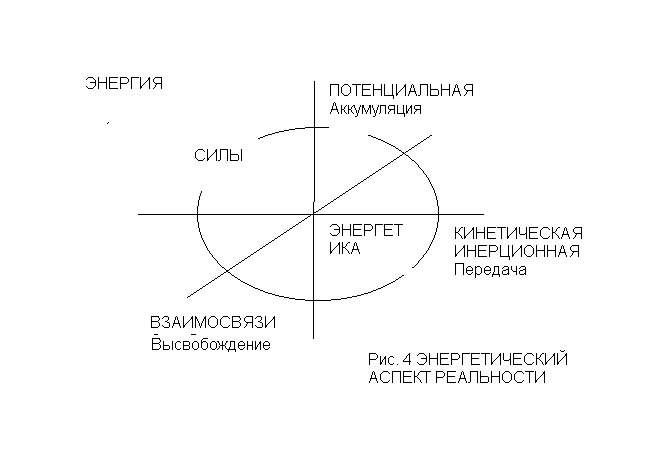 ЭНЕРГИЯ
ПОТЕНЦИАЛЬНАЯ
Аккумуляция
СИЛЫ
ЭНЕРГЕТ
ИКА
КИНЕТИЧЕСКАЯ
ИНЕРЦИОННАЯ
Передача
ВЗАИМОСВЯЗИ
Высвобождение
Рис. 4 ЭНЕРГЕТИЧЕСКИЙ
АСПЕКТ РЕАЛЬНОСТИ